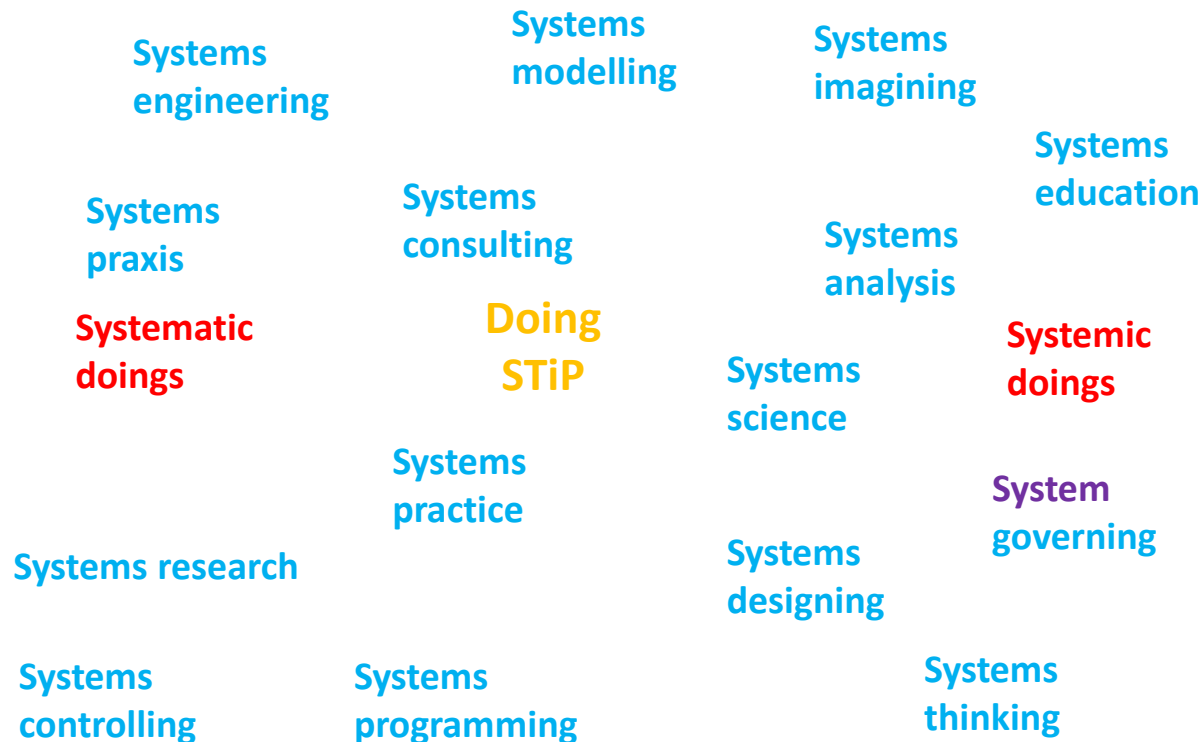 Systems
engineering
Systems
modelling
Systems
imagining
Systems
education
Systems
praxis
Systems
consulting
Systems
analysis
Systematic
doings
Doing
STiP
Systems
science
Systemic
doings
Systems
practice
System
governing
Systems research
Systems
designing
Systems
controlling
Systems
programming
Systems
thinking